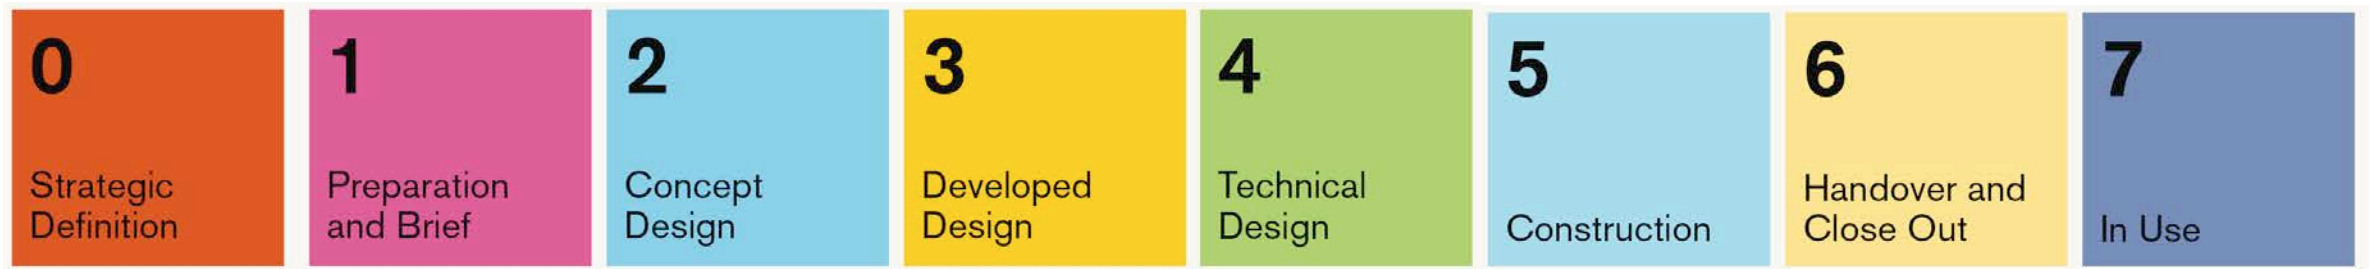 0
Strategic
Definition
1
Preparation
and Brief
2
Concept
Design
3
Developed
Design
4
Technical
Design
5
Construction
6
Handover and
Close Out
7
In Use